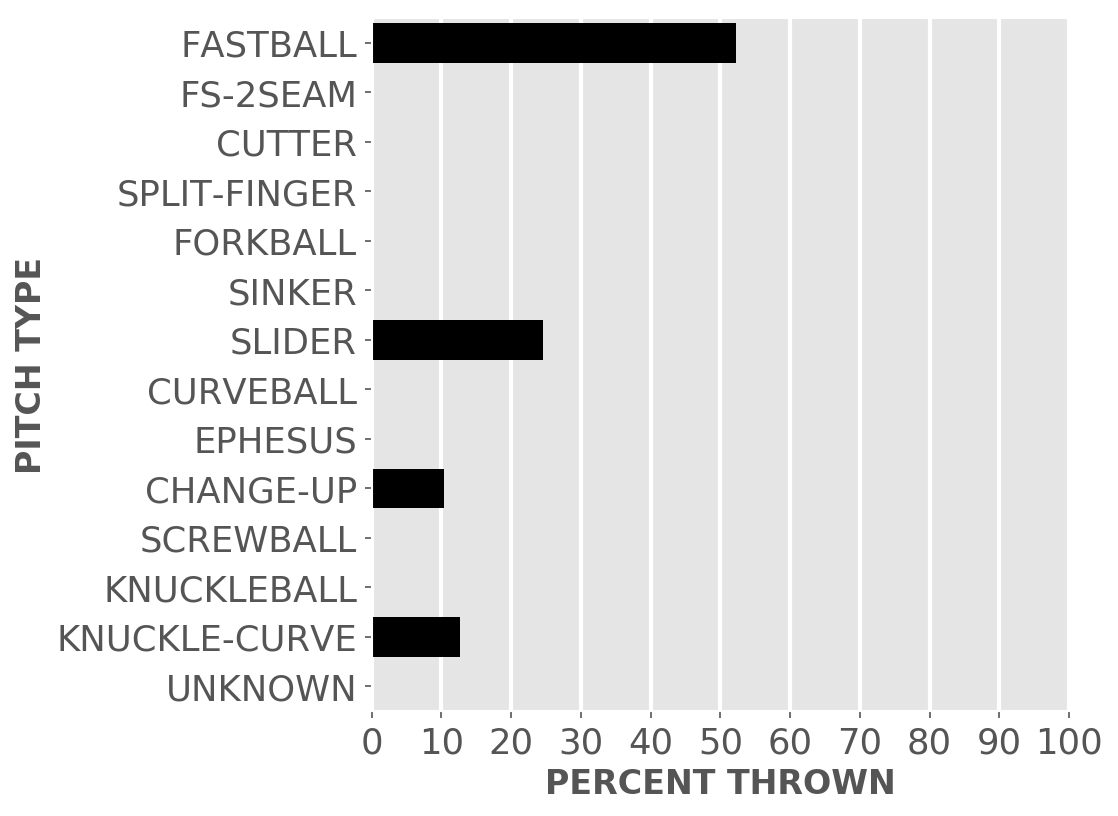 FASTBALL
FS-2SEAM
CUTTER
SPLIT-FINGER
FORKBALL
SINKER
SLIDER
CURVEBALL
EPHESUS
CHANGE-UP
SCREWBALL
KNUCKLEBALL
KNUCKLE-CURVE
UNKNOWN
PITCH TYPE
0 10 20 30 40 50 60 70 80 90 100
PERCENT THROWN